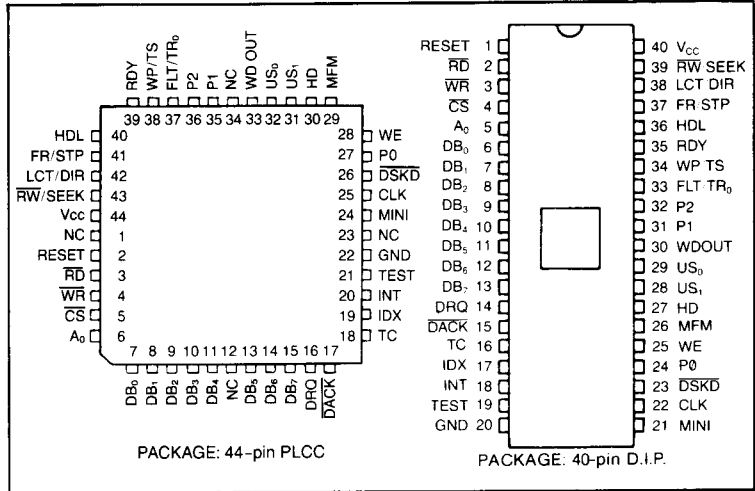 RDY
WP/TS
FLT/TR₀
P2
P1
NC
WD OUT
US₀
US₁
HD
MFM
39 38 37 36 35 34 33 32 31 30 29
HDL 40
FR/STP 41
LCT/DIR 42
RW/SEEK 43
Vcc 44
NC 1
RESET 2
RD 3
WR 4
CS 5
A₀ 6
28 WE
27 P0
26 DSKD
25 CLK
24 MINI
23 NC
22 GND
21 TEST
20 INT
19 IDX
18 TC
7 8 9 10 11 12 13 14 15 16 17
DB₀
DB₁
DB₂
DB₃
DB₄
NC
DB₅
DB₆
DB₇
DRQ
DACK
PACKAGE: 44-pin PLCC
RESET 1
RD 2
WR 3
CS 4
A₀ 5
DB₀ 6
DB₁ 7
DB₂ 8
DB₃ 9
DB₄ 10
DB₅ 11
DB₆ 12
DB₇ 13
DRQ 14
DACK 15
TC 16
IDX 17
INT 18
TEST 19
GND 20
40 VCC
39 RW SEEK
38 LCT DIR
37 FR STP
36 HDL
35 RDY
34 WP TS
33 FLT TR₀
32 P2
31 P1
30 WDOUT
29 US₀
28 US₁
27 HD
26 MFM
25 WE
24 P0
23 DSKD
22 CLK
21 MINI
PACKAGE: 40-pin D.I.P.